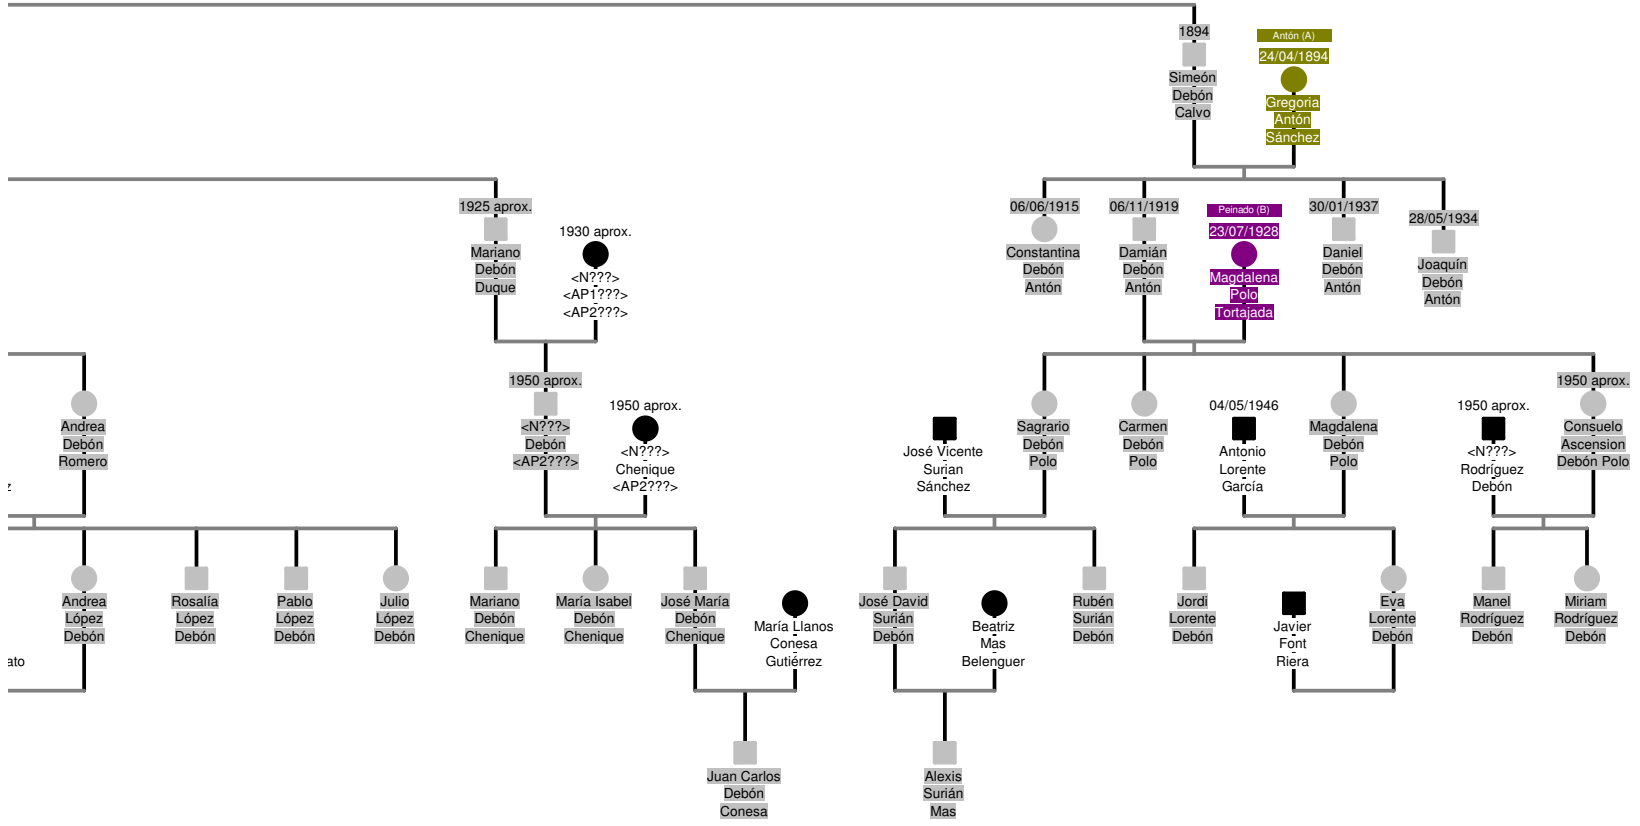 1894
Simeón
Debón
Calvo
Antón (A)
24/04/1894
Gregoria
Antón
Sánchez
1925 aprox.
Mariano
Debón
Duque
1930 aprox.
<N???>
<AP1???>
<AP2???>
06/06/1915
Constantina
Debón
Antón
06/11/1919
Damián
Debón
Antón
Peinado (B)
23/07/1928
Magdalena
Polo
Tortajada
30/01/1937
Daniel
Debón
Antón
28/05/1934
Joaquín
Debón
Antón
Andrea
Debón
Romero
z
1950 aprox.
<N???>
Debón
<AP2???>
1950 aprox.
<N???>
Chenique
<AP2???>
José Vicente
Surian
Sánchez
Sagrario
Debón
Polo
Carmen
Debón
Polo
04/05/1946
Antonio
Lorente
García
Magdalena
Debón
Polo
1950 aprox.
<N???>
Rodríguez
Debón
1950 aprox.
Consuelo
Ascension
Debón Polo
ato
Andrea
López
Debón
Rosalía
López
Debón
Pablo
López
Debón
Julio
López
Debón
Mariano
Debón
Chenique
María Isabel
Debón
Chenique
José María
Debón
Chenique
María Llanos
Conesa
Gutiérrez
José David
Surián
Debón
Beatriz
Mas
Belenguer
Rubén
Surián
Debón
Jordi
Lorente
Debón
Javier
Font
Riera
Eva
Lorente
Debón
Manel
Rodríguez
Debón
Miriam
Rodríguez
Debón
Juan Carlos
Debón
Conesa
Alexis
Surián
Mas